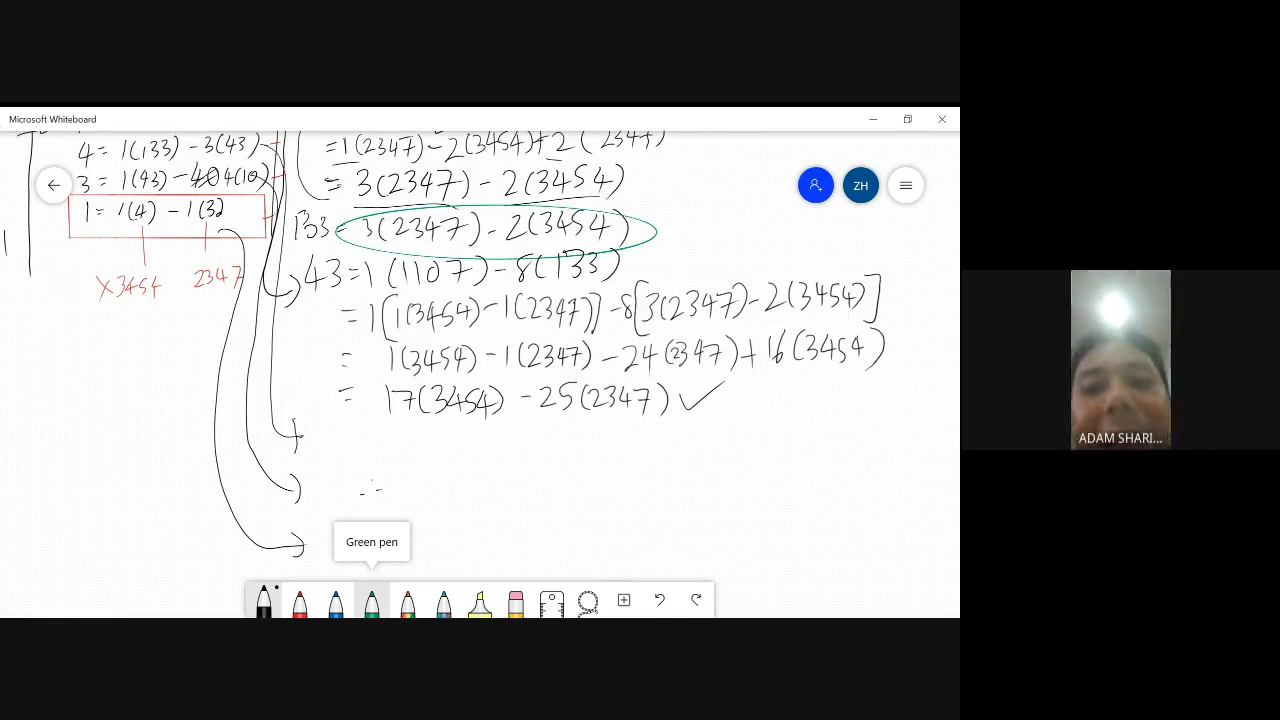 Microsoft Whiteboard
4 = 1(133) - 3(43)
3 = 1(43) - 4(10)
1 = 1(4) - 1(3)
X 3454 2347
= 1(2347) - 2(3454) + 2(2347)
= 3(2347) - 2(3454)
133 = 3(2347) - 2(3454)
43 = 1(1107) - 8(133)
= 1[1(3454) - 1(2347)] - 8[3(2347) - 2(3454)]
= 1(3454) - 1(2347) - 24(2347) + 16(3454)
= 17(3454) - 25(2347) ✓
∴
Green pen
ZH
ADAM SHARI...